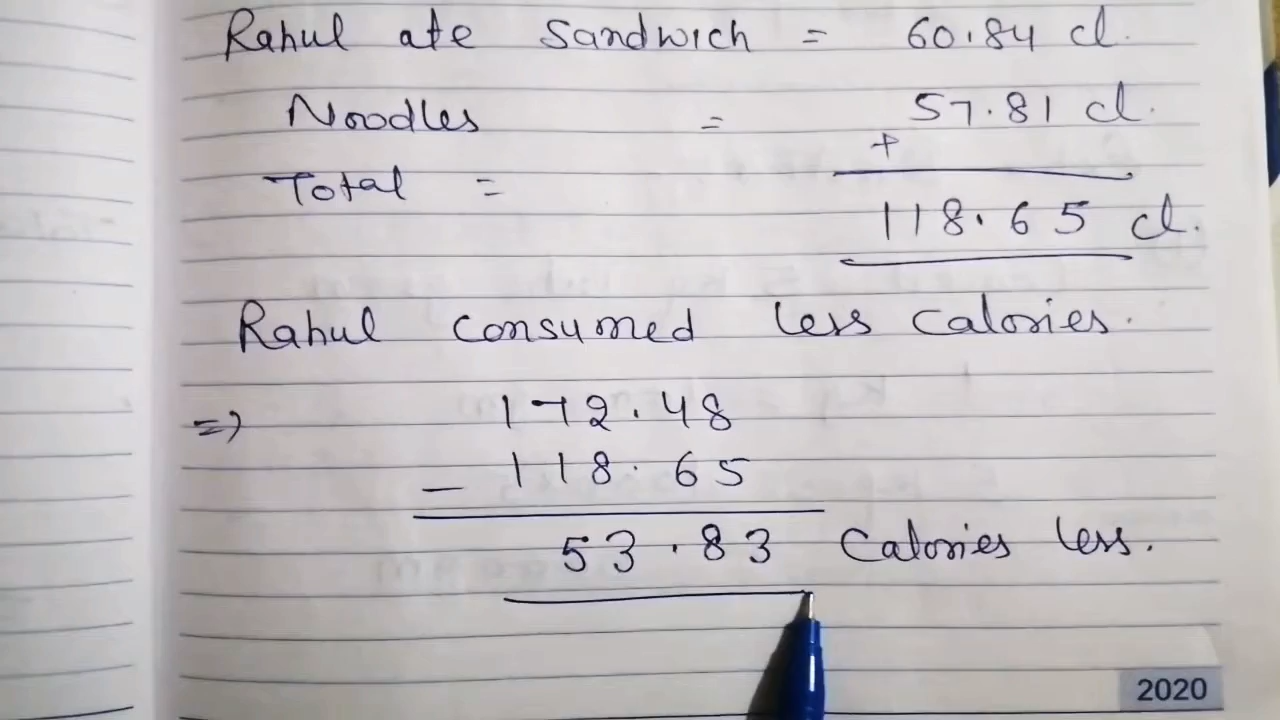 Rahul ate Sandwich = 60.84 cl.
Noodles = 57.81 cl.
+
Total =
118.65 cl.
Rahul consumed less calories.
=> 172.48
- 118.65
53.83 Calories less.
2020